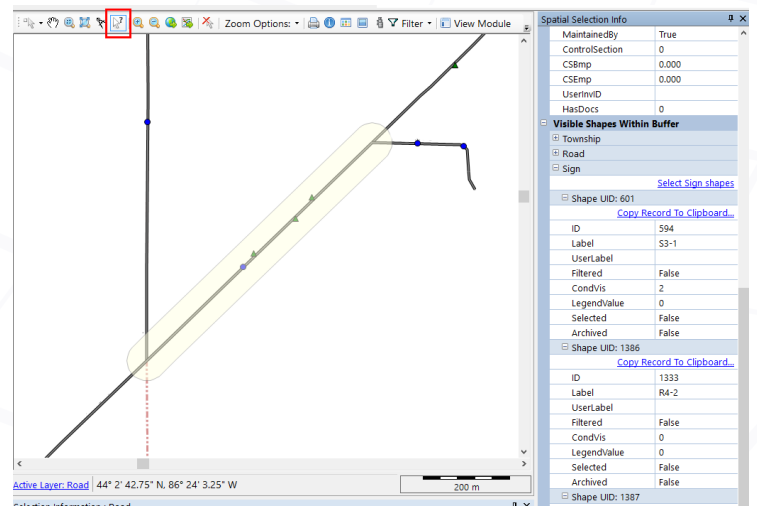 Zoom Options:
Filter
View Module
Active Layer: Road
44° 2' 42.75" N, 86° 24' 3.25" W
200 m
Selection Information : Road
Spatial Selection Info
MaintainedBy True
ControlSection 0
CSBmp 0.000
CSEmp 0.000
UserInvID
HasDocs 0
Visible Shapes Within Buffer
Township
Road
Sign
Select Sign shapes
Shape UID: 601
Copy Record To Clipboard...
ID 594
Label S3-1
UserLabel
Filtered False
CondVis 2
LegendValue 0
Selected False
Archived False
Shape UID: 1386
Copy Record To Clipboard...
ID 1333
Label R4-2
UserLabel
Filtered False
CondVis 0
LegendValue 0
Selected False
Archived False
Shape UID: 1387